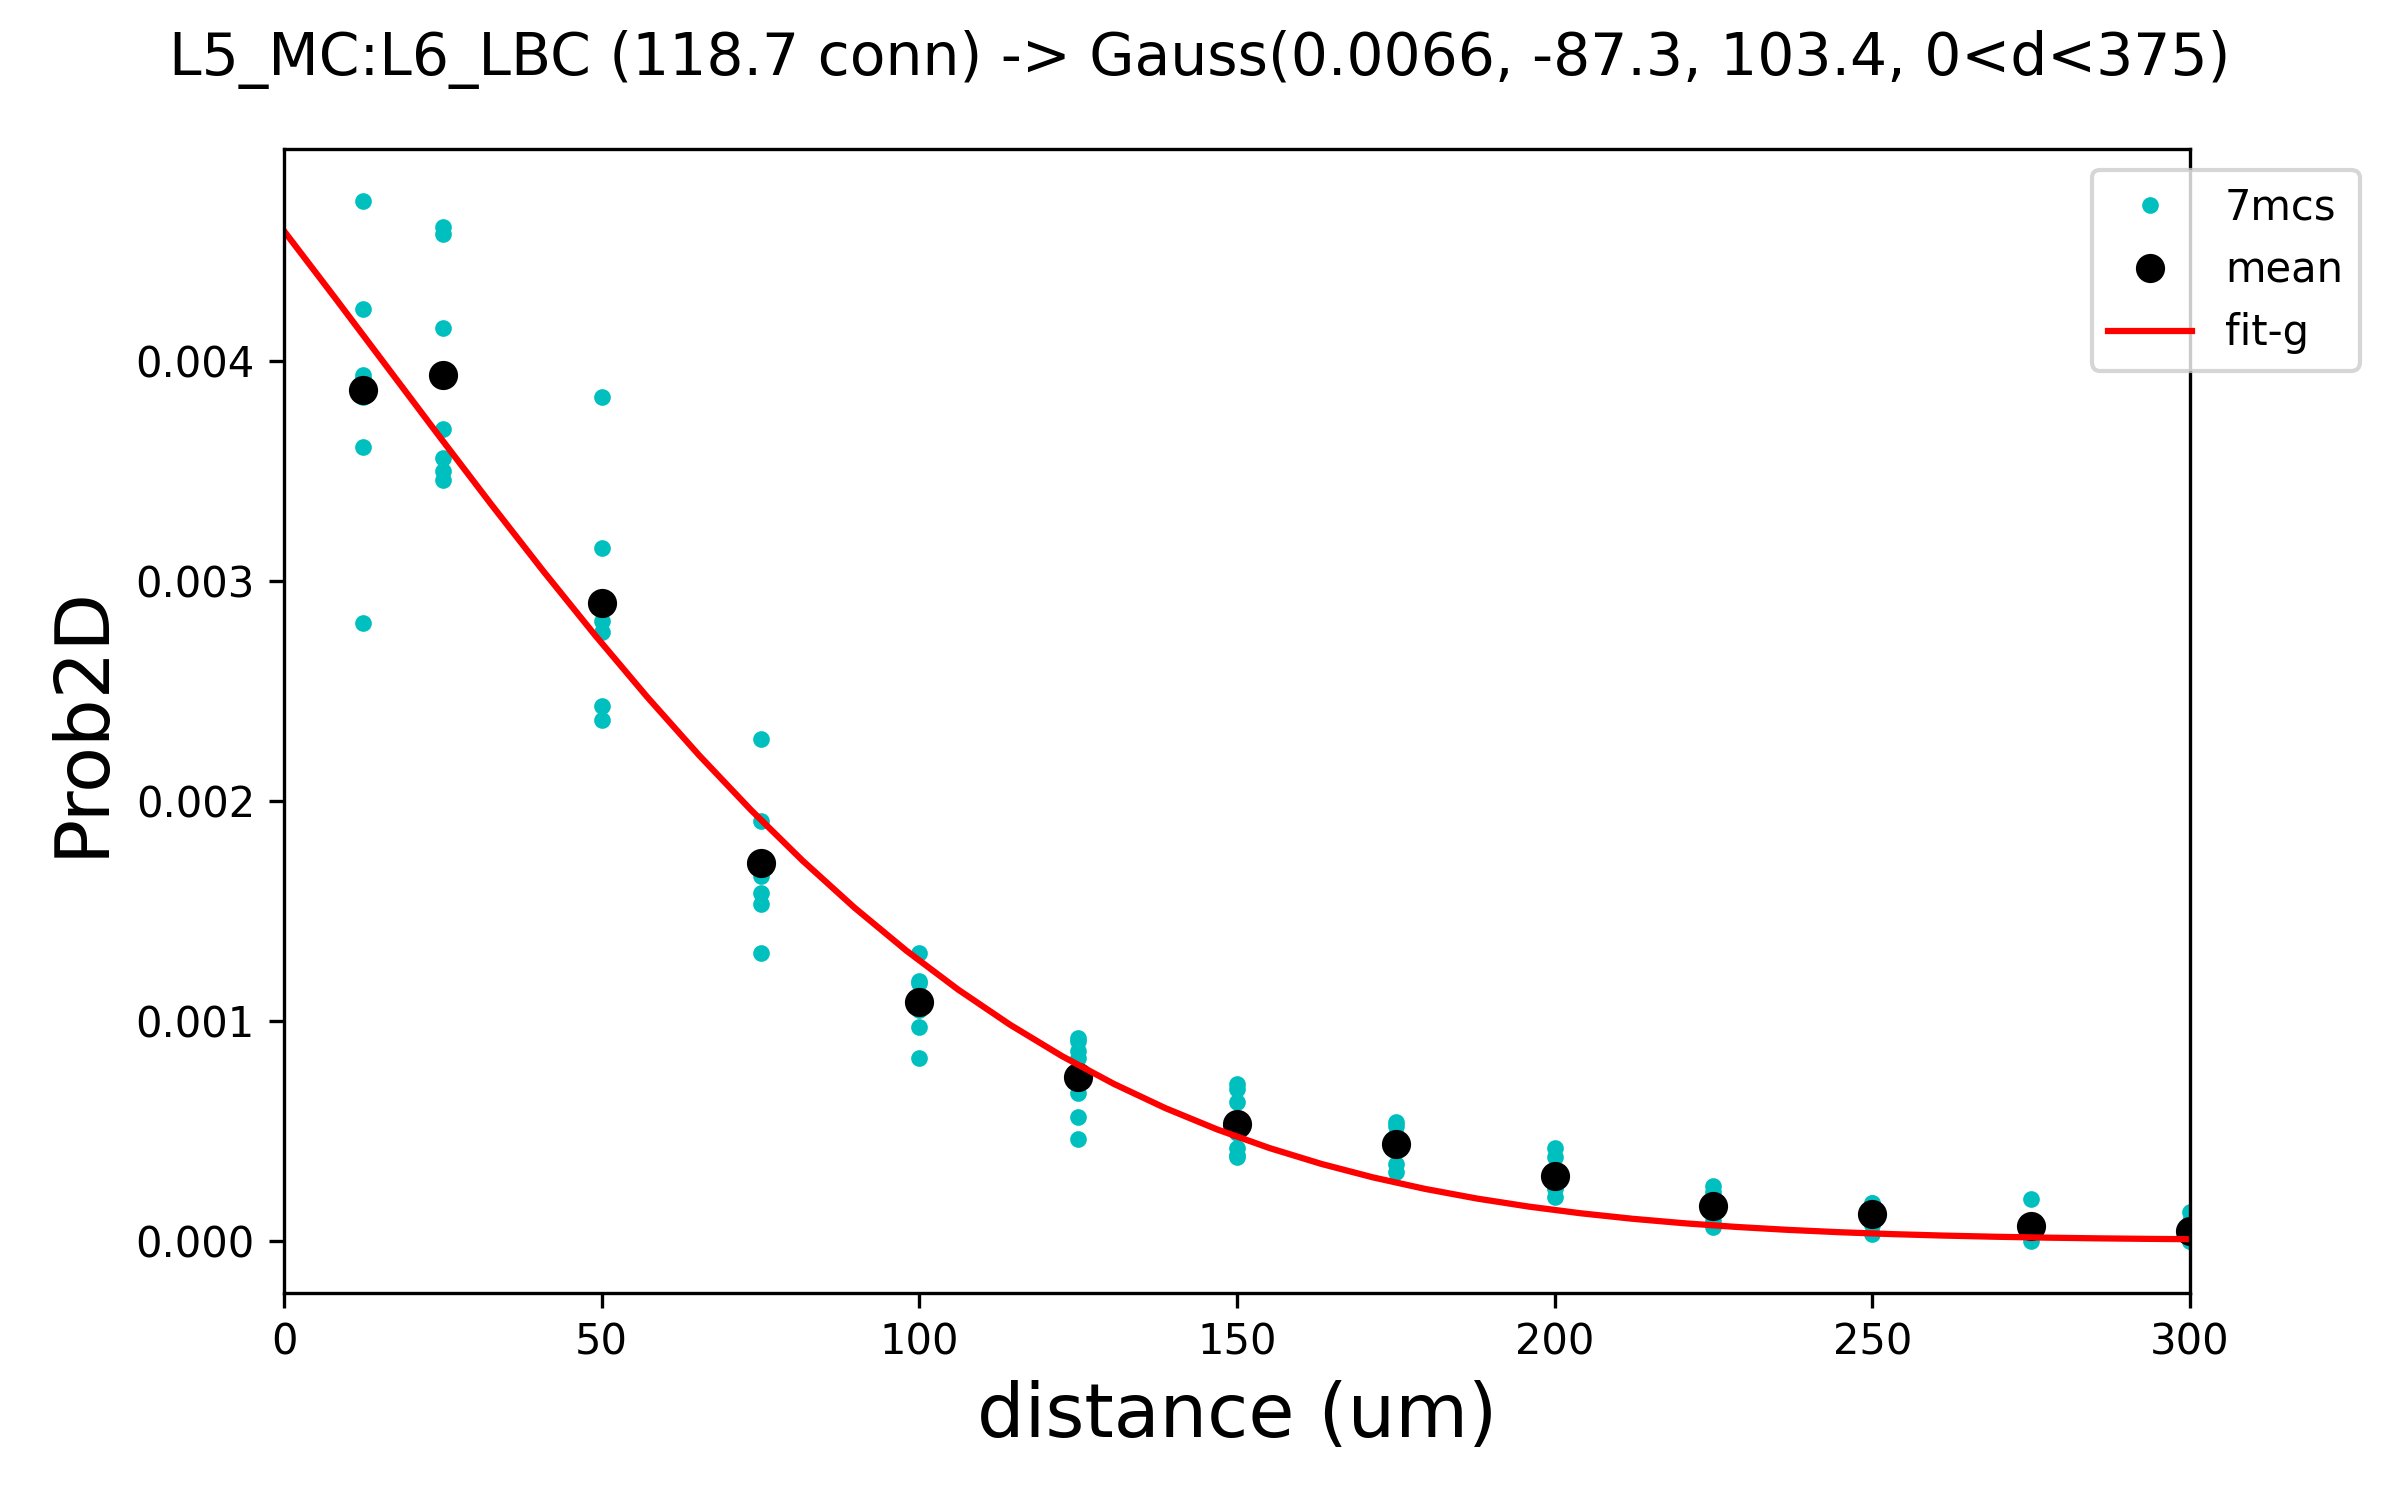 L5_MC:L6_LBC (118.7 conn) -> Gauss(0.0066, -87.3, 103.4, 0<d<375)
7mcs
mean
fit-g
Prob2D
0.004
0.003
0.002
0.001
0.000
0 50 100 150 200 250 300
distance (um)